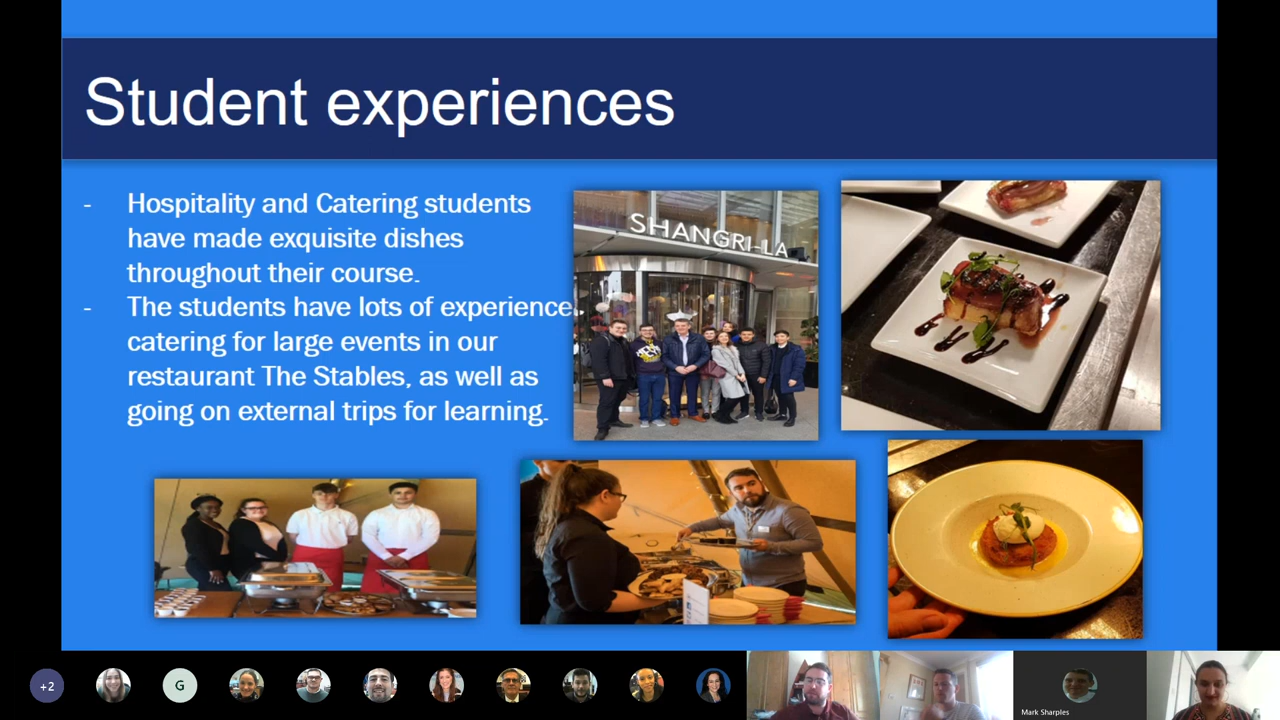 Student experiences
- Hospitality and Catering students
have made exquisite dishes
throughout their course.
- The students have lots of experience
catering for large events in our
restaurant The Stables, as well as
going on external trips for learning.
SHANGRI-LA
+2
G
Mark Sharples